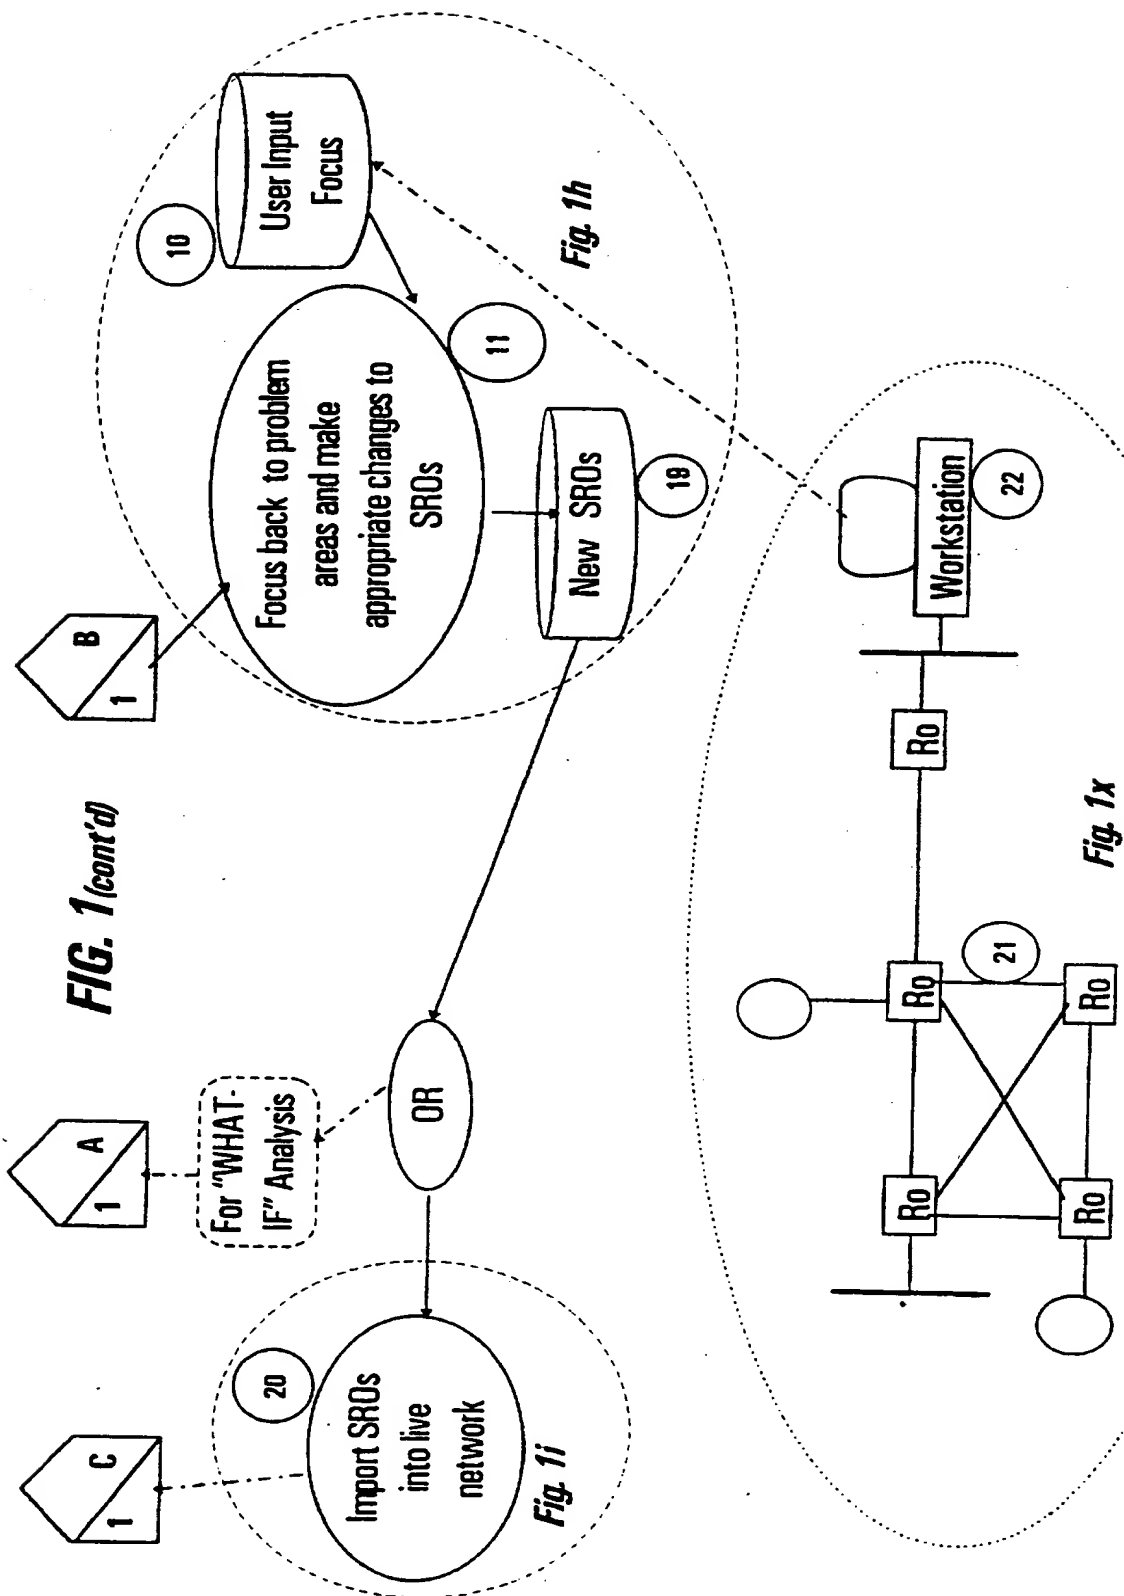 FIG. 1 (cont'd)
C
1
A
1
B
1
20
Import SROs
into live
network
Fig. 1i
For "WHAT-
IF" Analysis
OR
10
User Input
Focus
Focus back to problem
areas and make
appropriate changes to
SROs
11
New SROs
19
Fig. 1h
Ro
Ro
Ro
Workstation
22
21
Ro
Ro
Fig. 1x